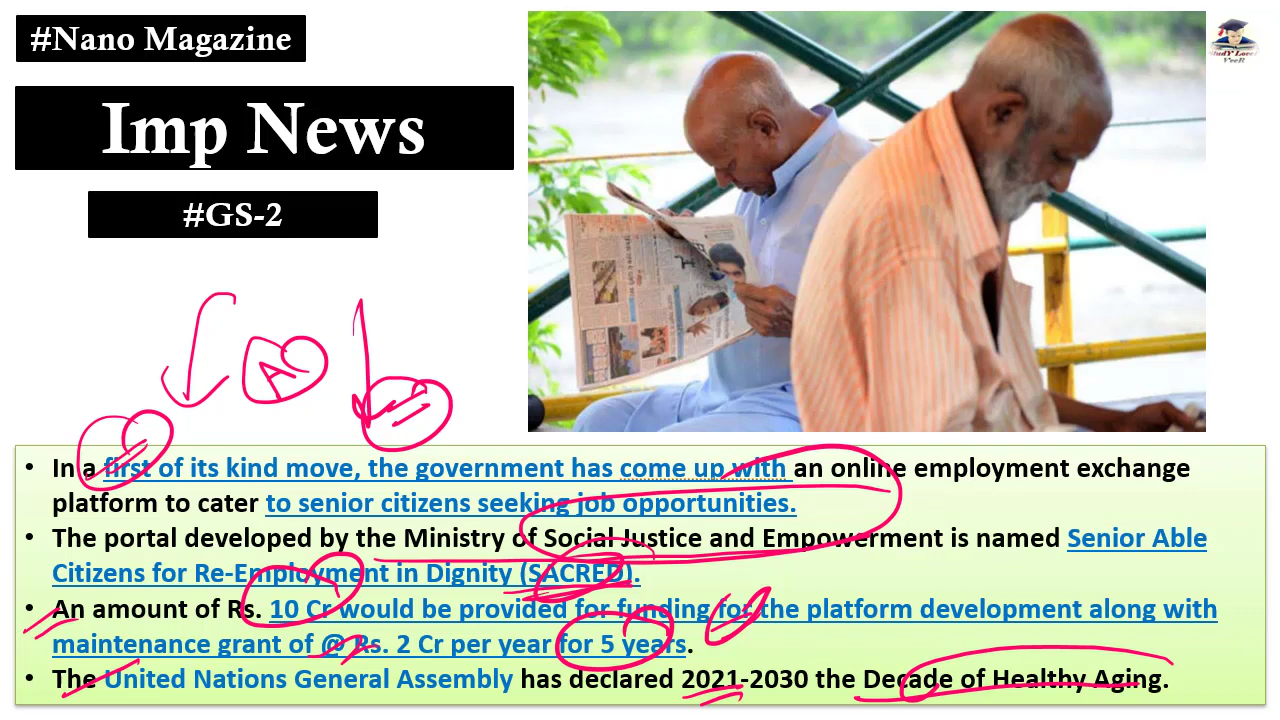 #Nano Magazine
Imp News
#GS-2
A
• In a first of its kind move, the government has come up with an online employment exchange
platform to cater to senior citizens seeking job opportunities.
• The portal developed by the Ministry of Social Justice and Empowerment is named Senior Able
Citizens for Re-Employment in Dignity (SACRED).
• An amount of Rs. 10 Cr would be provided for funding for the platform development along with
maintenance grant of @ Rs. 2 Cr per year for 5 years.
• The United Nations General Assembly has declared 2021-2030 the Decade of Healthy Aging.